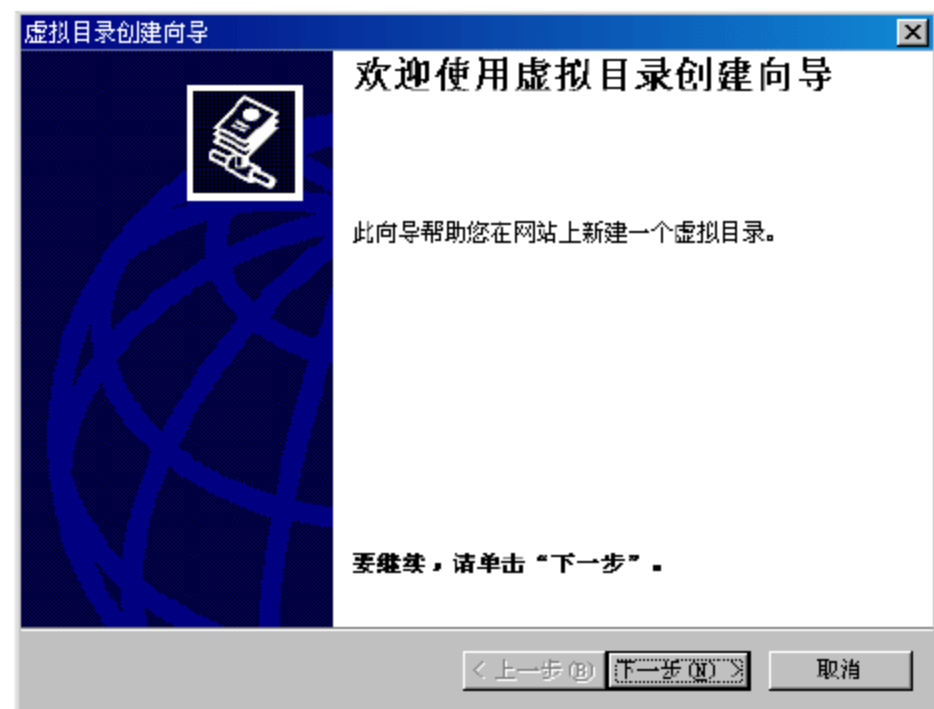 虚拟目录创建向导
欢迎使用虚拟目录创建向导
此向导帮助您在网站上新建一个虚拟目录。
要继续，请单击“下一步”。
< 上一步(B)
下一步(N) >
取消